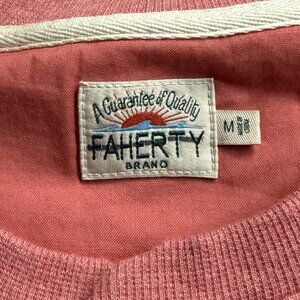 A Guarantee of Quality
FAHERTY
BRAND
M